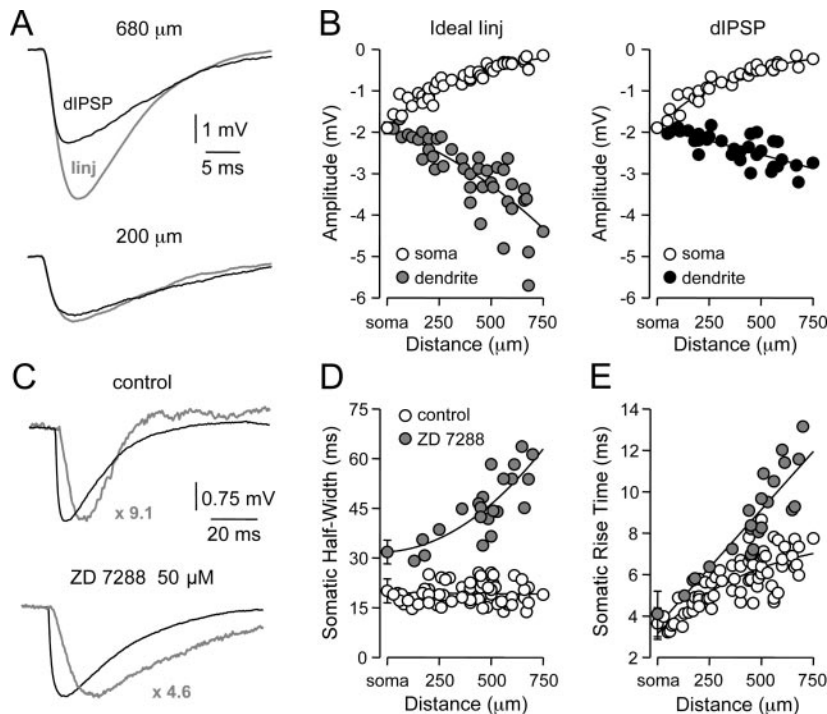 A
680 μm
dIPSP
Iinj
1 mV
5 ms
200 μm
B
Ideal Iinj
Amplitude (mV)
0
-1
-2
-3
-4
-5
-6
soma
dendrite
soma 250 500 750
Distance (μm)
dIPSP
Amplitude (mV)
0
-1
-2
-3
-4
-5
-6
soma
dendrite
soma 250 500 750
Distance (μm)
C
control
x 9.1
0.75 mV
20 ms
ZD 7288 50 μM
x 4.6
D
Somatic Half-Width (ms)
75
60
45
30
15
0
control
ZD 7288
soma 250 500 750
Distance (μm)
E
Somatic Rise Time (ms)
14
12
10
8
6
4
2
soma 250 500 750
Distance (μm)